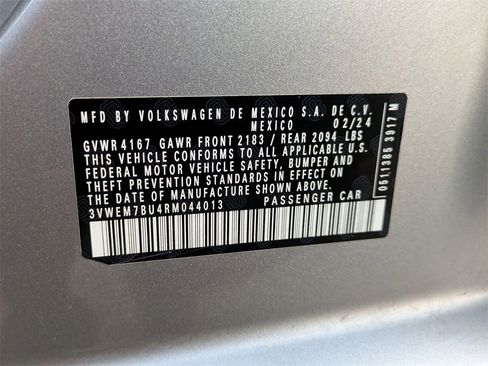 MFD BY VOLKSWAGEN DE MEXICO S.A. DE C.V.
MEXICO 02/24
GVWR 4167 GAWR FRONT 2183 / REAR 2094 LBS
THIS VEHICLE CONFORMS TO ALL APPLICABLE U.S.
FEDERAL MOTOR VEHICLE SAFETY, BUMPER AND
THEFT PREVENTION STANDARDS IN EFFECT ON THE
DATE OF MANUFACTURE SHOWN ABOVE.
3VWEM7BU4RM044013 PASSENGER CAR
0511385 3917 M